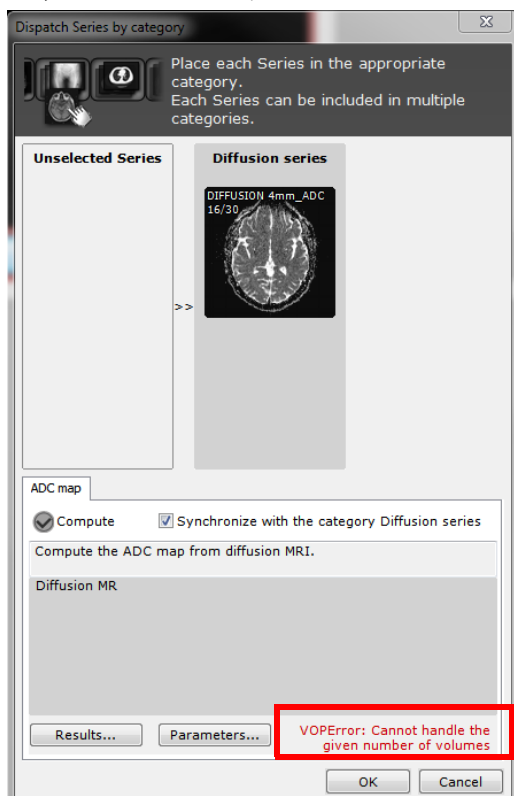 Dispatch Series by category
Place each Series in the appropriate
category.
Each Series can be included in multiple
categories.
Unselected Series
Diffusion series
DIFFUSION 4mm_ADC
16/30
>>
ADC map
Compute
Synchronize with the category Diffusion series
Compute the ADC map from diffusion MRI.
Diffusion MR
Results...
Parameters...
VOPError: Cannot handle the
given number of volumes
OK
Cancel